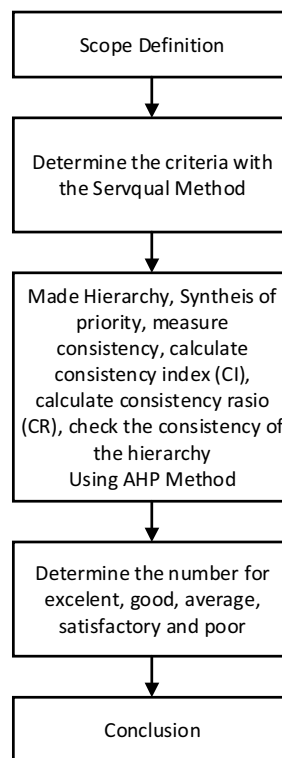 Scope Definition
Determine the criteria with
the Servqual Method
Made Hierarchy, Syntheis of
priority, measure
consistency, calculate
consistency index (CI),
calculate consistency rasio
(CR), check the consistency of
the hierarchy
Using AHP Method
Determine the number for
excelent, good, average,
satisfactory and poor
Conclusion